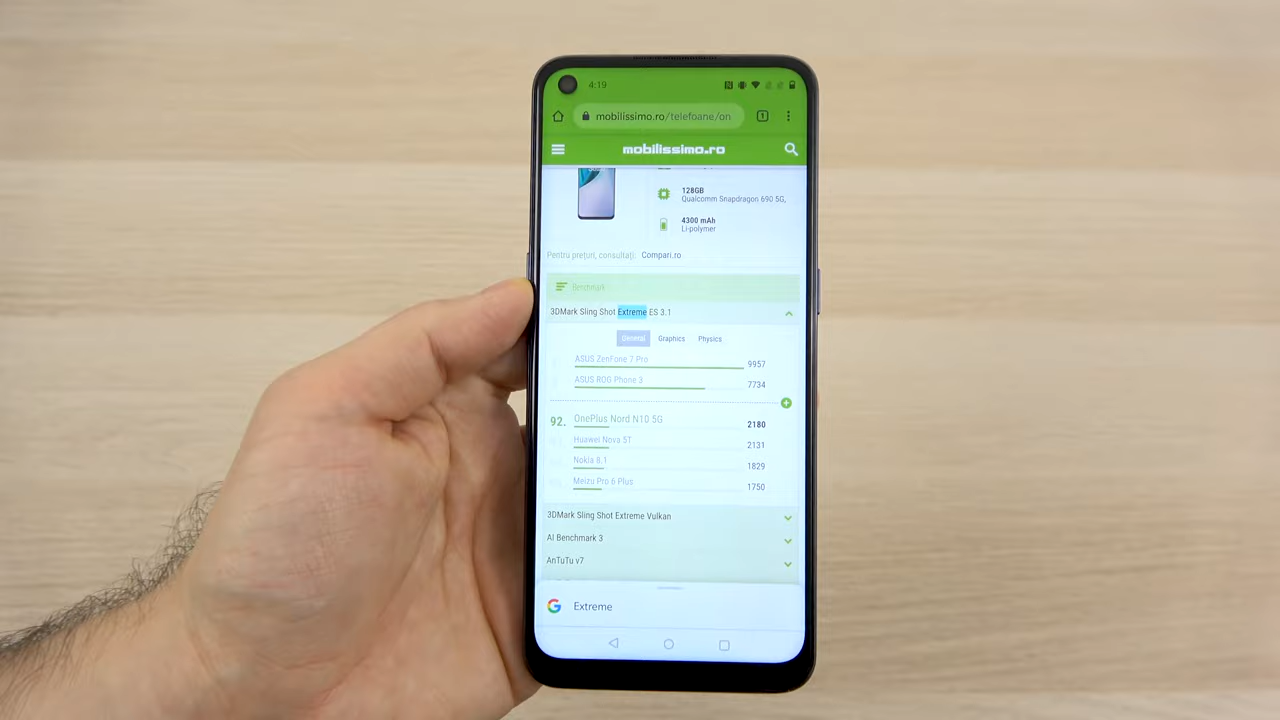 4:19
mobilissimo.ro/telefoane/on
1
mobilissimo.ro
128GB
Qualcomm Snapdragon 690 5G,
4300 mAh
Li-polymer
Pentru prețuri, consultați: Compari.ro
Benchmark
3DMark Sling Shot Extreme ES 3.1
General Graphics Physics
ASUS ZenFone 7 Pro 9957
ASUS ROG Phone 3 7734
92. OnePlus Nord N10 5G 2180
Huawei Nova 5T 2131
Nokia 8.1 1829
Meizu Pro 6 Plus 1750
3DMark Sling Shot Extreme Vulkan
AI Benchmark 3
AnTuTu v7
G Extreme